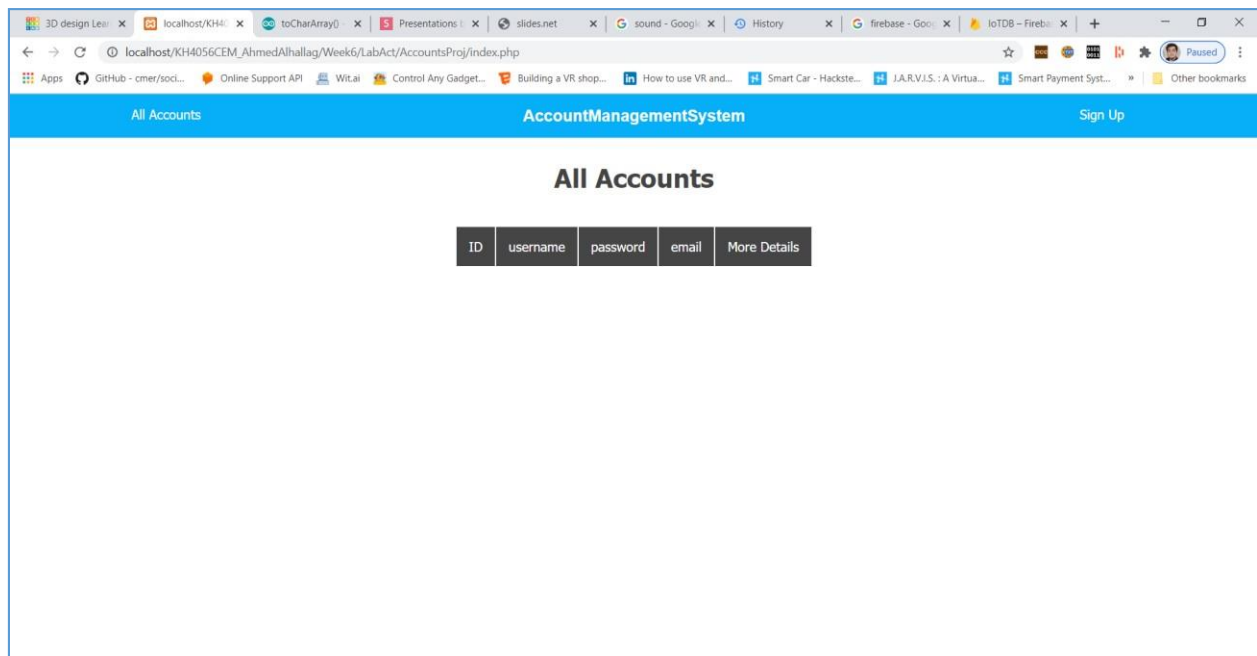 3D design Lear localhost/KH40 toCharArray() - Presentations slides.net sound - Google History firebase - Goog IoTDB – Fireba
localhost/KH4056CEM_AhmedAlhallag/Week6/LabAct/AccountsProj/index.php Paused
Apps GitHub - cmer/soci... Online Support API Wit.ai Control Any Gadget... Building a VR shop... How to use VR and... Smart Car - Hackste... J.A.R.V.I.S. : A Virtua... Smart Payment Syst... » Other bookmarks
All Accounts AccountManagementSystem Sign Up
All Accounts
ID username password email More Details